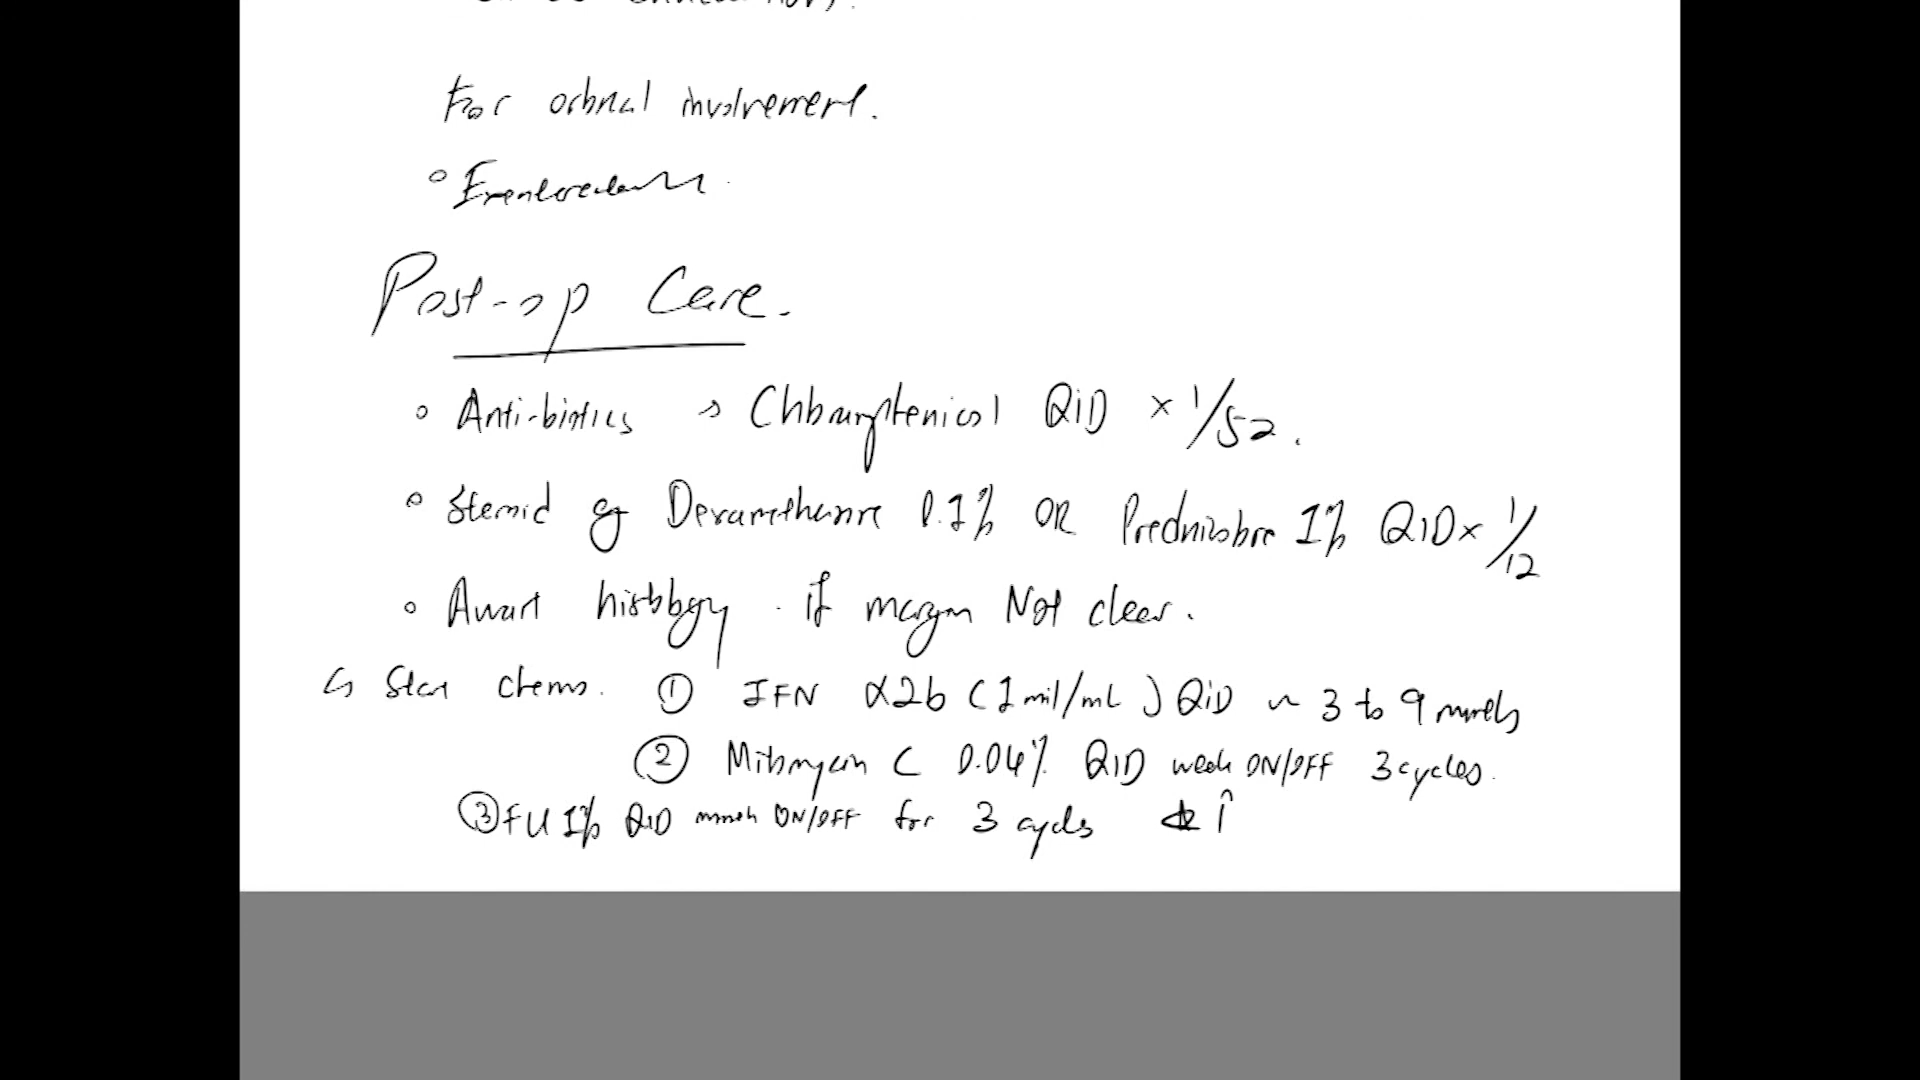 For orbital involvement.
° Exenteration.
Post-op Care.
° Anti-biotics → Chloramphenicol QID × 1/52.
° Steroid eg Dexamethasone 0.1% OR Prednisolone 1% QID × 1/12
° Await histology. if margin Not clear.
↳ Start chemo. ① IFN α2b (1mil/mL) QID ~ 3 to 9 months
② Mitomycin C 0.04% QID week ON/OFF 3 cycles.
③ FU 1% QID month ON/OFF for 3 cycles